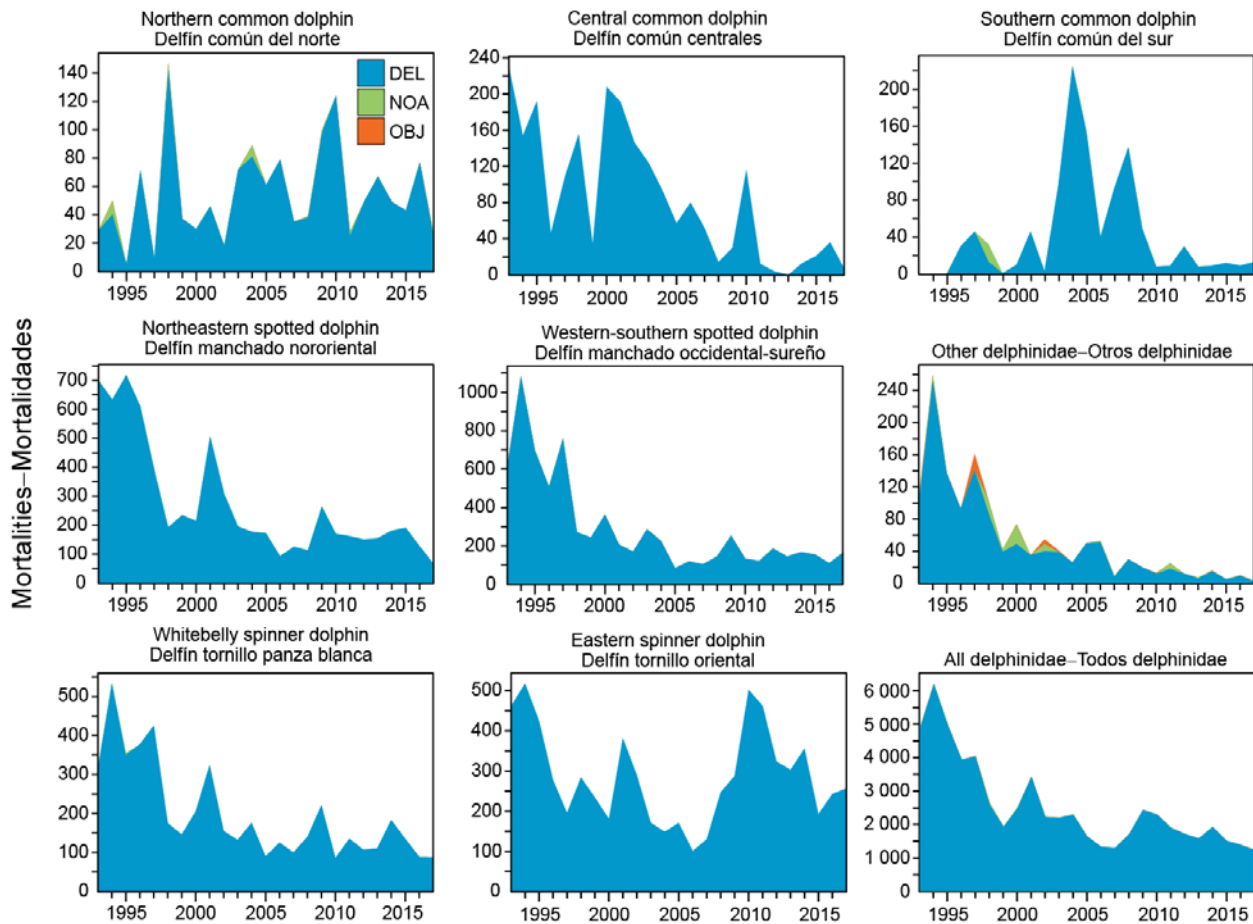 Northern common dolphin
Delfín común del norte
140
120
100
80
60
40
20
0
1995 2000 2005 2010 2015
DEL
NOA
OBJ
Central common dolphin
Delfín común centrales
240
200
160
120
80
40
0
1995 2000 2005 2010 2015
Southern common dolphin
Delfín común del sur
200
160
120
80
40
0
1995 2000 2005 2010 2015
Mortalities–Mortalidades
Northeastern spotted dolphin
Delfín manchado nororiental
700
600
500
400
300
200
100
0
1995 2000 2005 2010 2015
Western-southern spotted dolphin
Delfín manchado occidental-sureño
1000
800
600
400
200
0
1995 2000 2005 2010 2015
Other delphinidae–Otros delphinidae
240
200
160
120
80
40
0
1995 2000 2005 2010 2015
Whitebelly spinner dolphin
Delfín tornillo panza blanca
500
400
300
200
100
0
1995 2000 2005 2010 2015
Eastern spinner dolphin
Delfín tornillo oriental
500
400
300
200
100
0
1995 2000 2005 2010 2015
All delphinidae–Todos delphinidae
6 000
5 000
4 000
3 000
2 000
1 000
0
1995 2000 2005 2010 2015